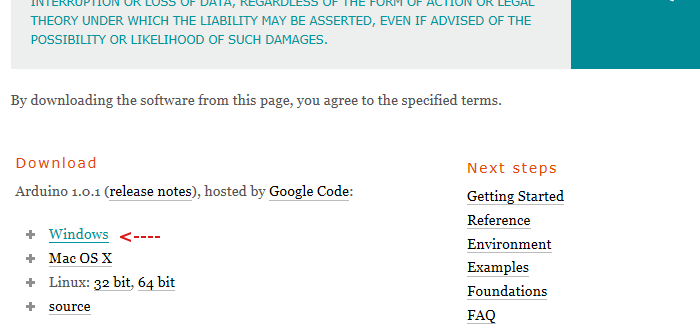 INTERRUPTION OR LOSS OF DATA, REGARDLESS OF THE FORM OF ACTION OR LEGAL
THEORY UNDER WHICH THE LIABILITY MAY BE ASSERTED, EVEN IF ADVISED OF THE
POSSIBILITY OR LIKELIHOOD OF SUCH DAMAGES.
By downloading the software from this page, you agree to the specified terms.
Download
Arduino 1.0.1 (release notes), hosted by Google Code:
Windows <----
Mac OS X
Linux: 32 bit, 64 bit
source
Next steps
Getting Started
Reference
Environment
Examples
Foundations
FAQ